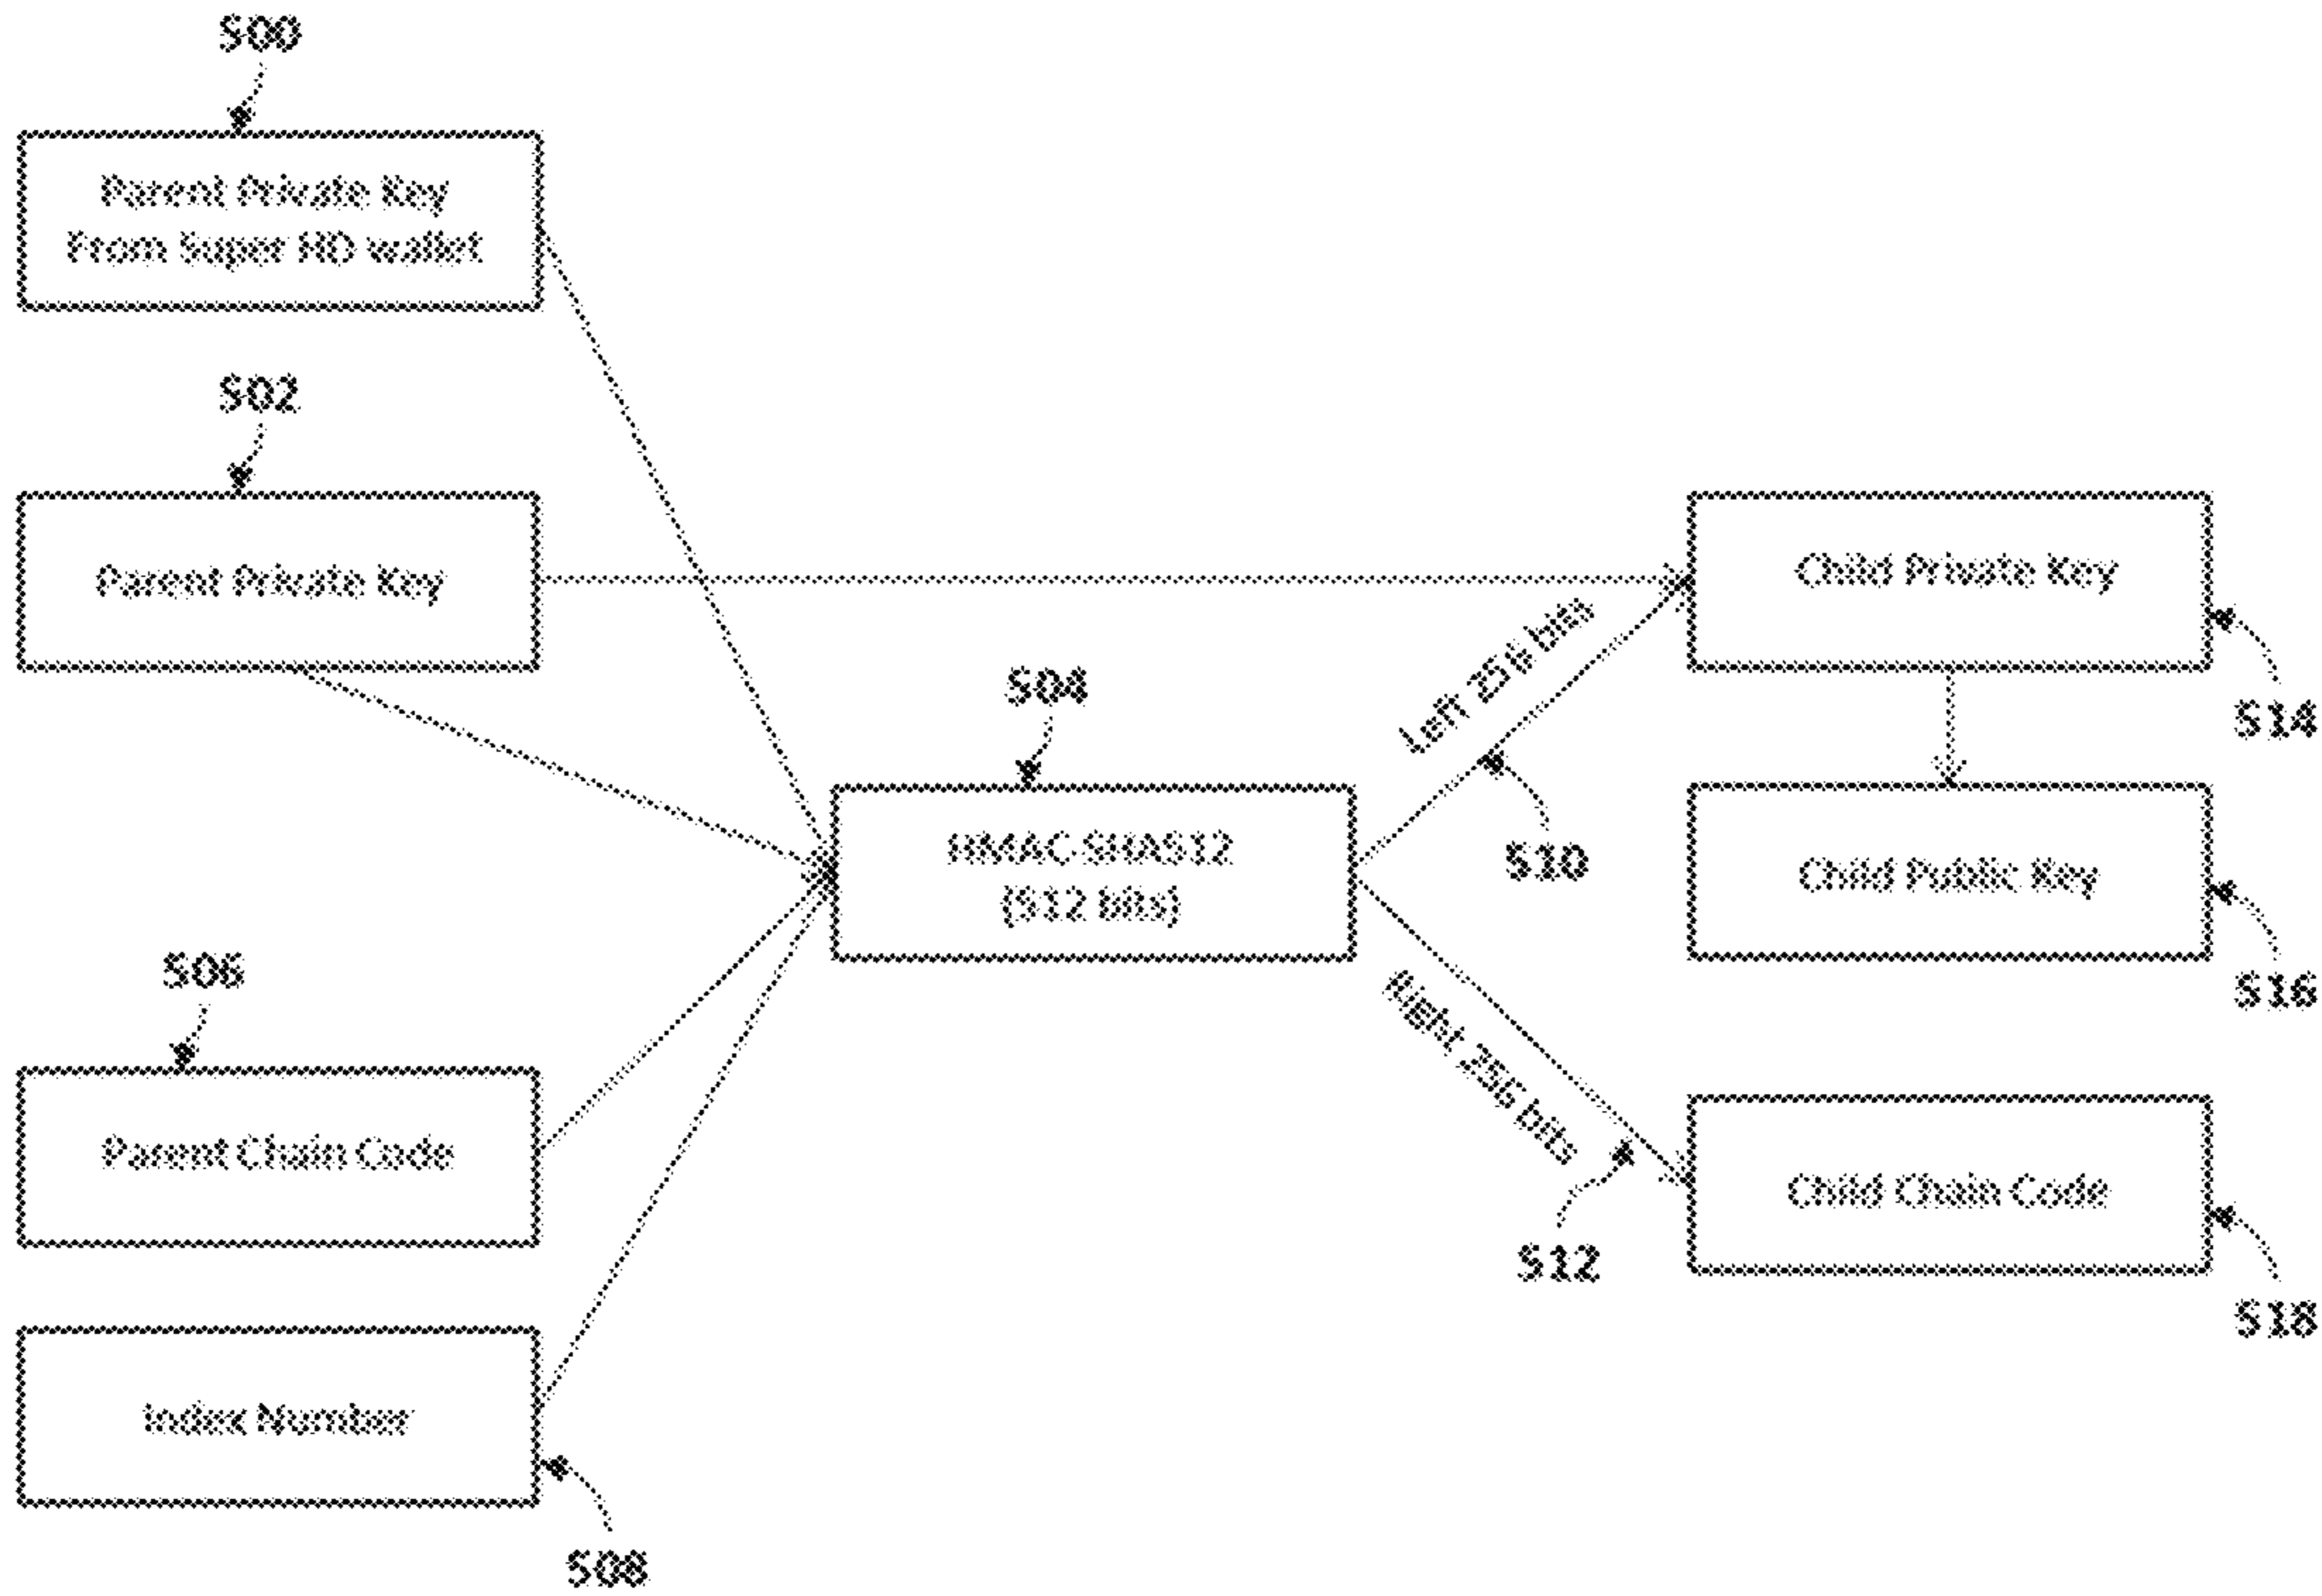 500
Parent Private Key
From Super HD wallet
502
Parent Private Key
504
HMAC SHA512
(512 bits)
506
Parent Chain Code
Index Number
508
Left 256 bits
510
Right 256 bits
512
Child Private Key
514
Child Public Key
516
Child Chain Code
518